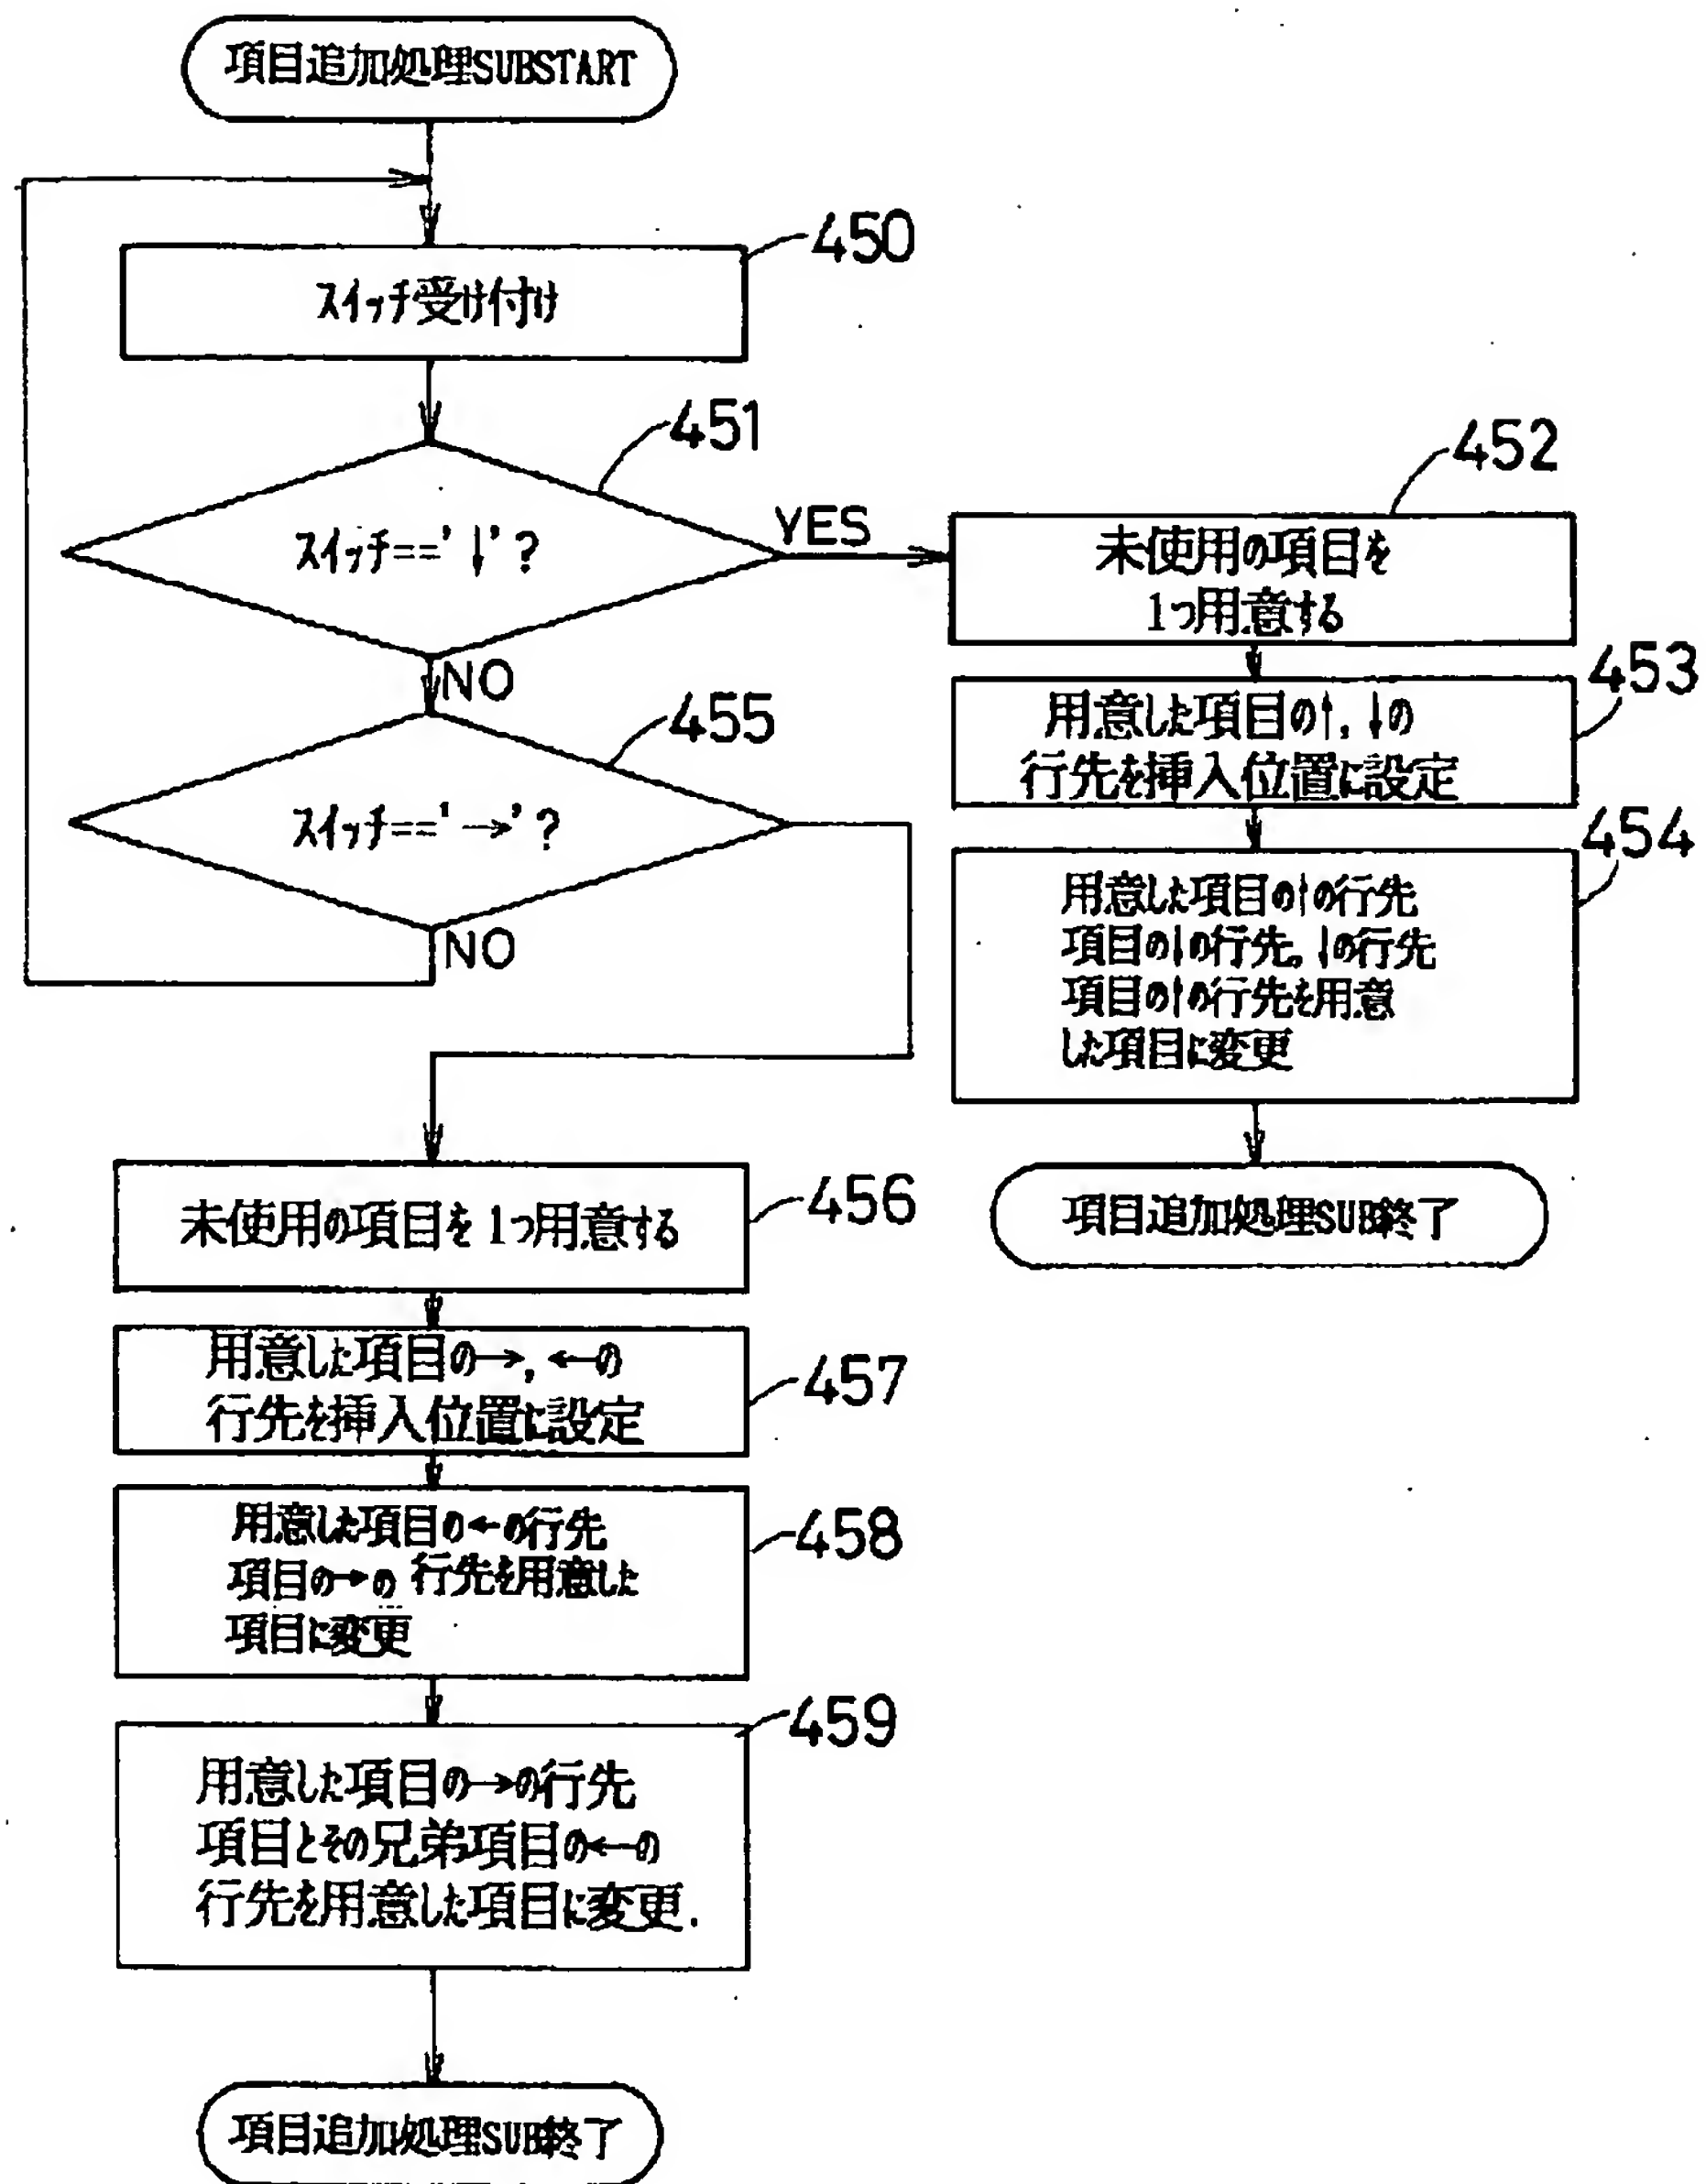 項目追加処理SUBSTART
450
スイッチ受け付け
451
スイッチ=='↓'?
YES
NO
452
未使用の項目を
1つ用意する
453
用意した項目の↑,↓の
行先を挿入位置に設定
454
用意した項目の↑の行先
項目の↓の行先,↓の行先
項目の↑の行先を用意
した項目に変更
項目追加処理SUB終了
455
スイッチ=='→'?
NO
456
未使用の項目を1つ用意する
457
用意した項目の→,←の
行先を挿入位置に設定
458
用意した項目の←の行先
項目の→の行先を用意した
項目に変更
459
用意した項目の→の行先
項目とその兄弟項目の←の
行先を用意した項目に変更.
項目追加処理SUB終了